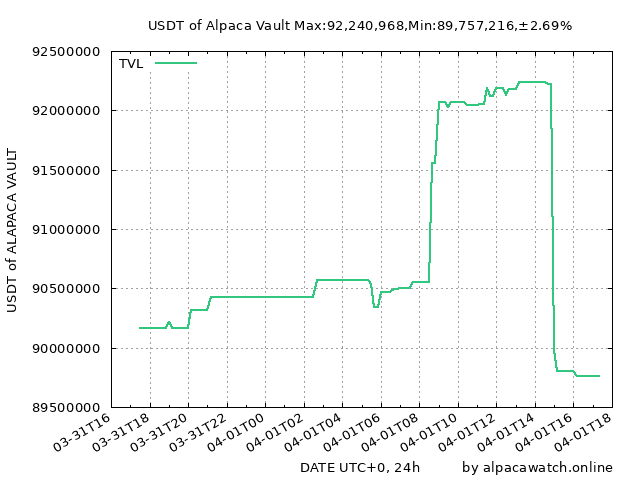 USDT of Alpaca Vault Max:92,240,968,Min:89,757,216,±2.69%
TVL
92500000
92000000
91500000
91000000
90500000
90000000
89500000
USDT of ALAPACA VAULT
03-31T16
03-31T18
03-31T20
03-31T22
04-01T00
04-01T02
04-01T04
04-01T06
04-01T08
04-01T10
04-01T12
04-01T14
04-01T16
04-01T18
DATE UTC+0, 24h
by alpacawatch.online